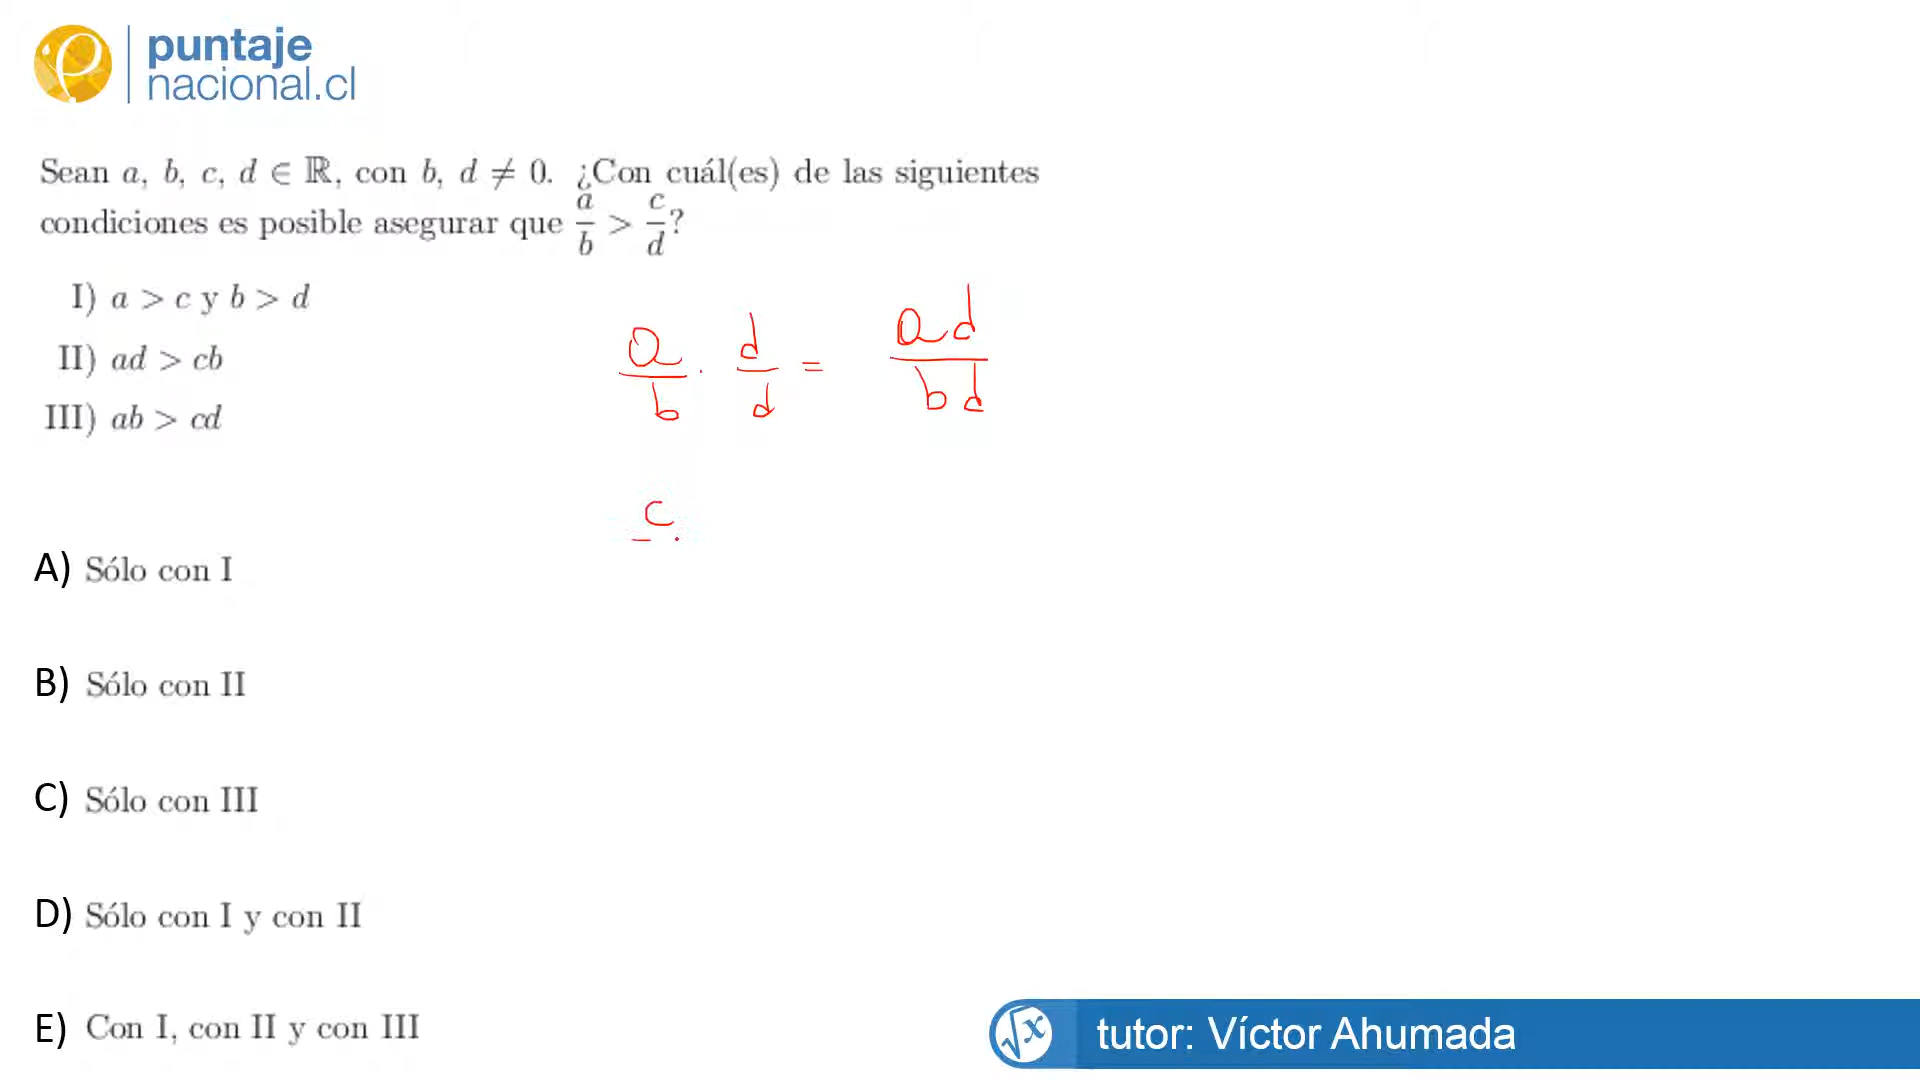 puntaje
nacional.cl
Sean a, b, c, d ∈ ℝ, con b, d ≠ 0. ¿Con cuál(es) de las siguientes
condiciones es posible asegurar que a/b > c/d?
I) a > c y b > d
II) ad > cb
III) ab > cd
a/b · d/d = ad/bd
c
A) Sólo con I
B) Sólo con II
C) Sólo con III
D) Sólo con I y con II
E) Con I, con II y con III
√x tutor: Víctor Ahumada